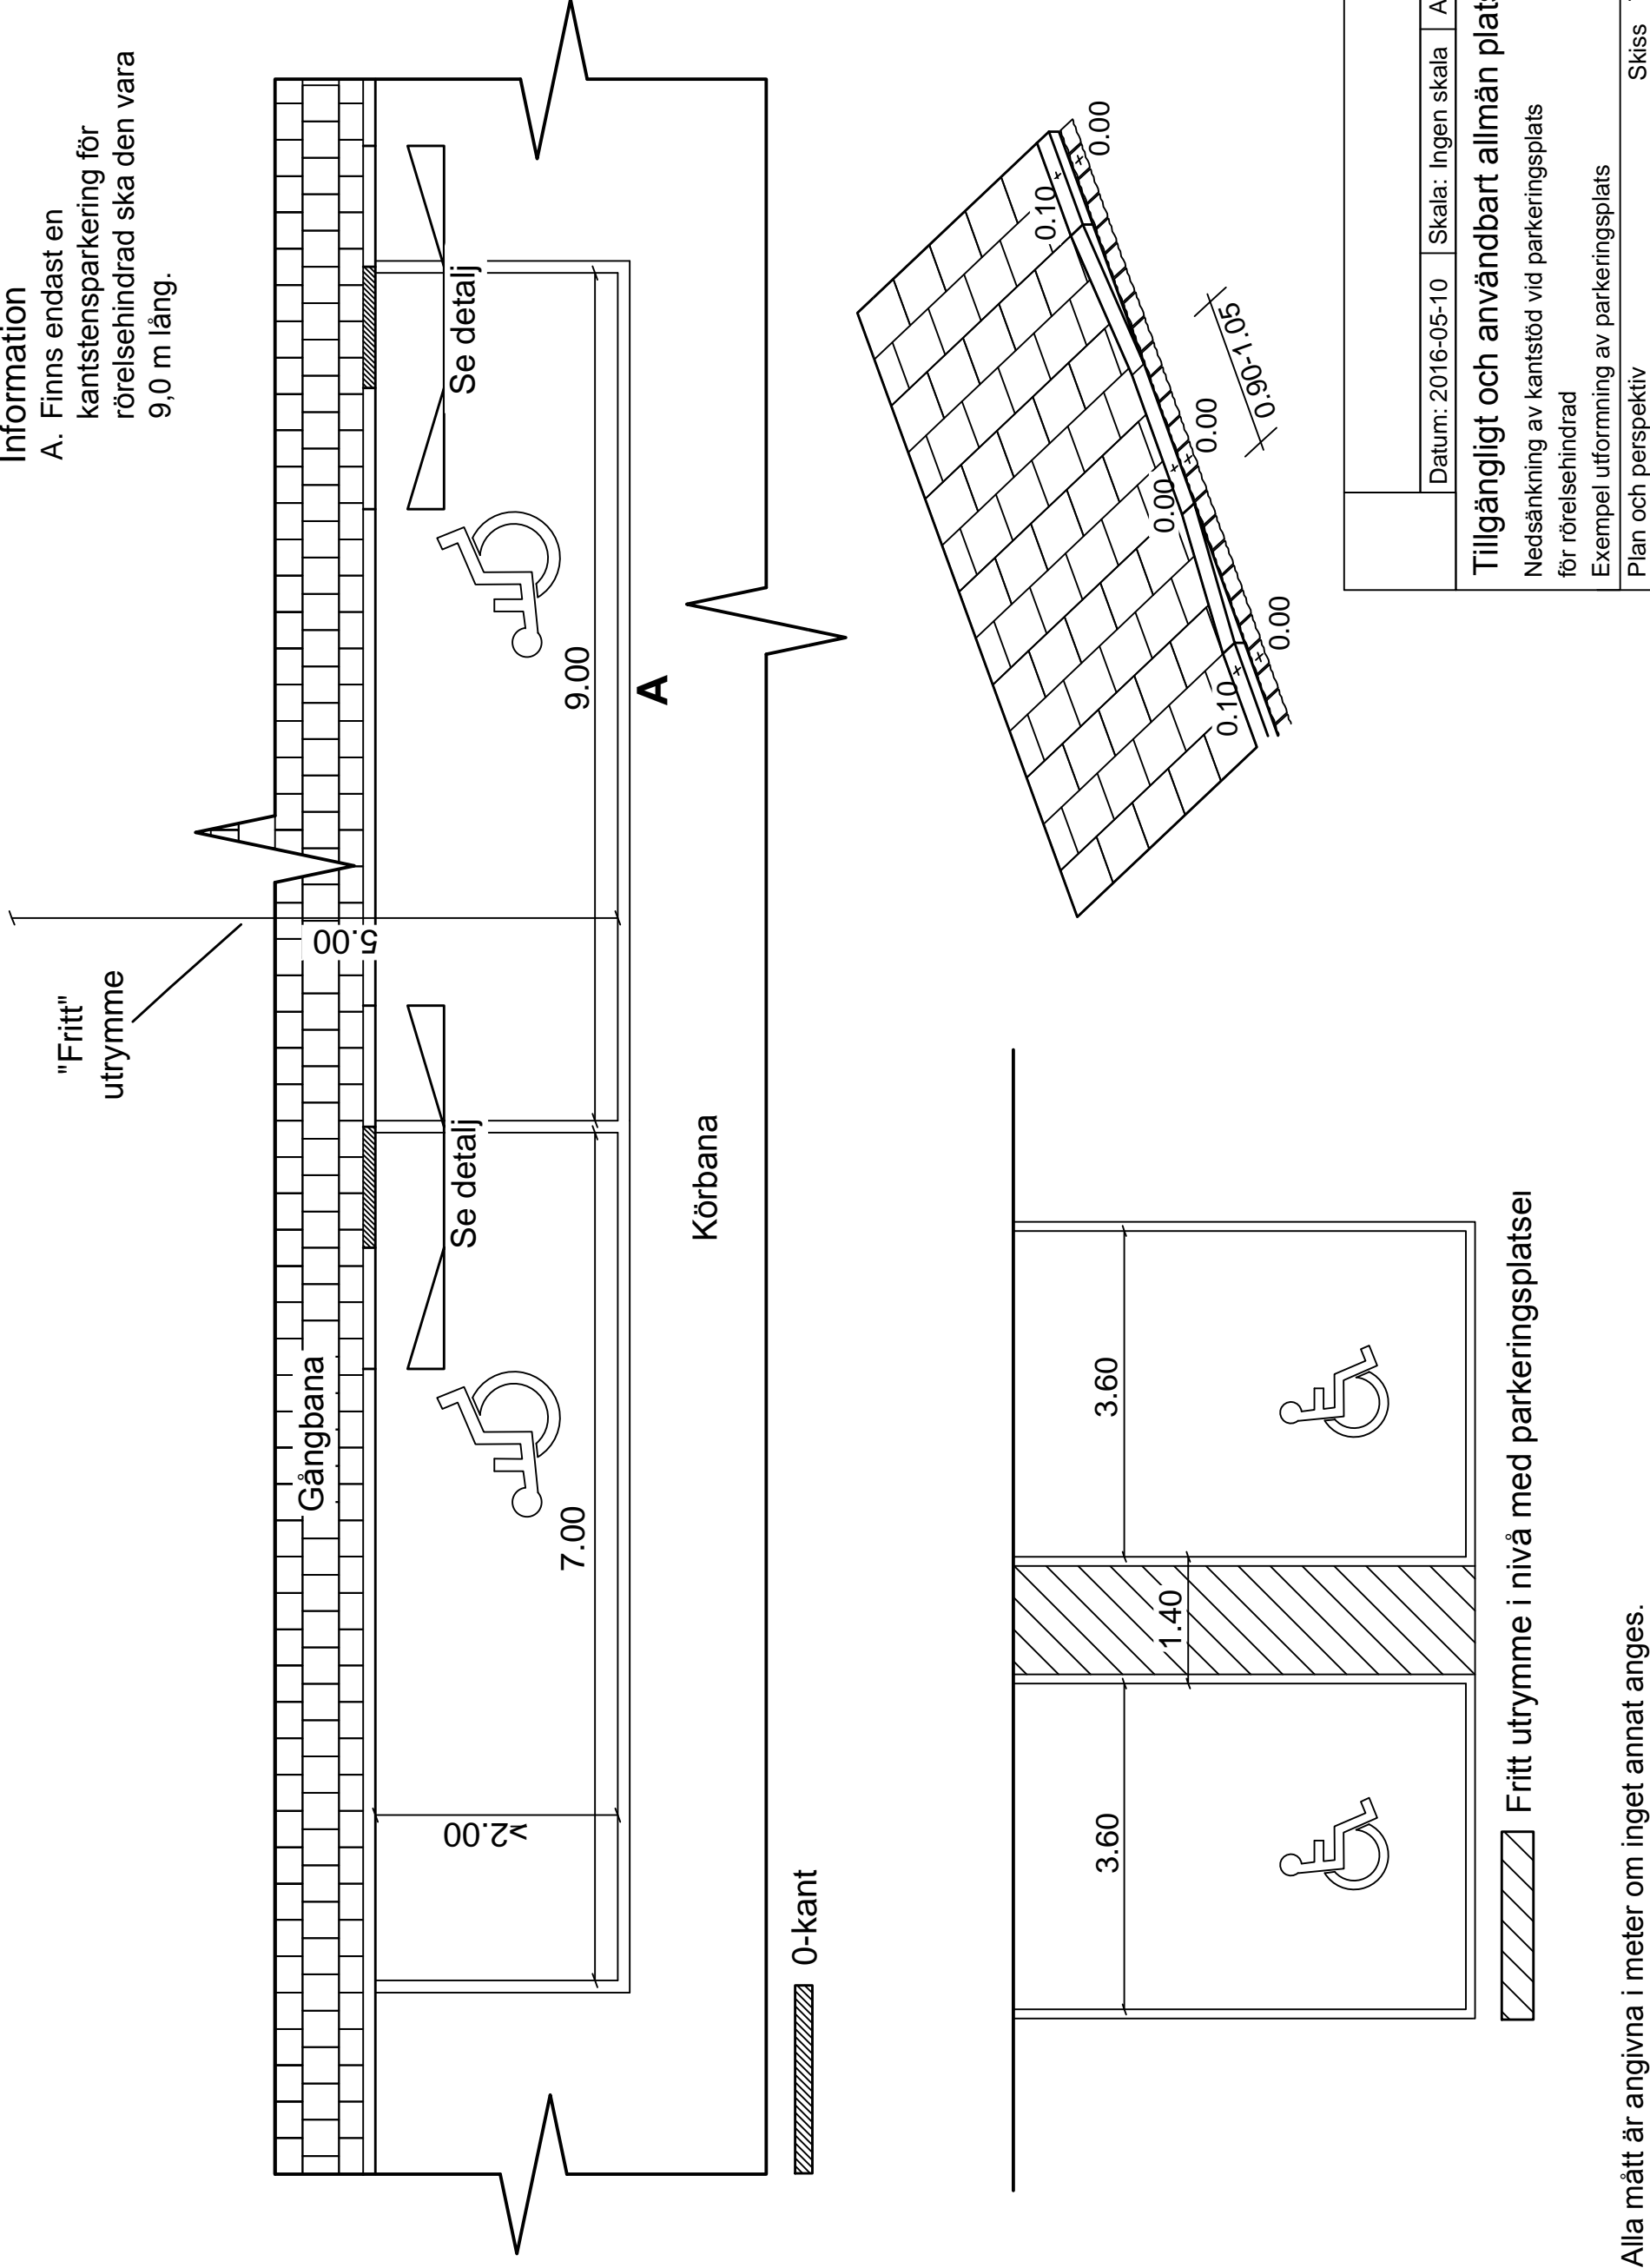 Information
A. Finns endast en
kantstensparkering för
rörelsehindrad ska den vara
9,0 m lång.
"Fritt"
utrymme
5.00
Gångbana
Se detalj
Se detalj
7.00
9.00
A
≥2.00
Körbana
0-kant
3.60
1.40
3.60
Fritt utrymme i nivå med parkeringsplatser
0.10
0.00
0.00
0.00
0.10
0.00
0.90-1.05
Datum: 2016-05-10
Skala: Ingen skala
A
Tillgängligt och användbart allmän plats
Nedsänkning av kantstöd vid parkeringsplats
för rörelsehindrad
Exempel utformning av parkeringsplats
Plan och perspektiv
Skiss
Alla mått är angivna i meter om inget annat anges.